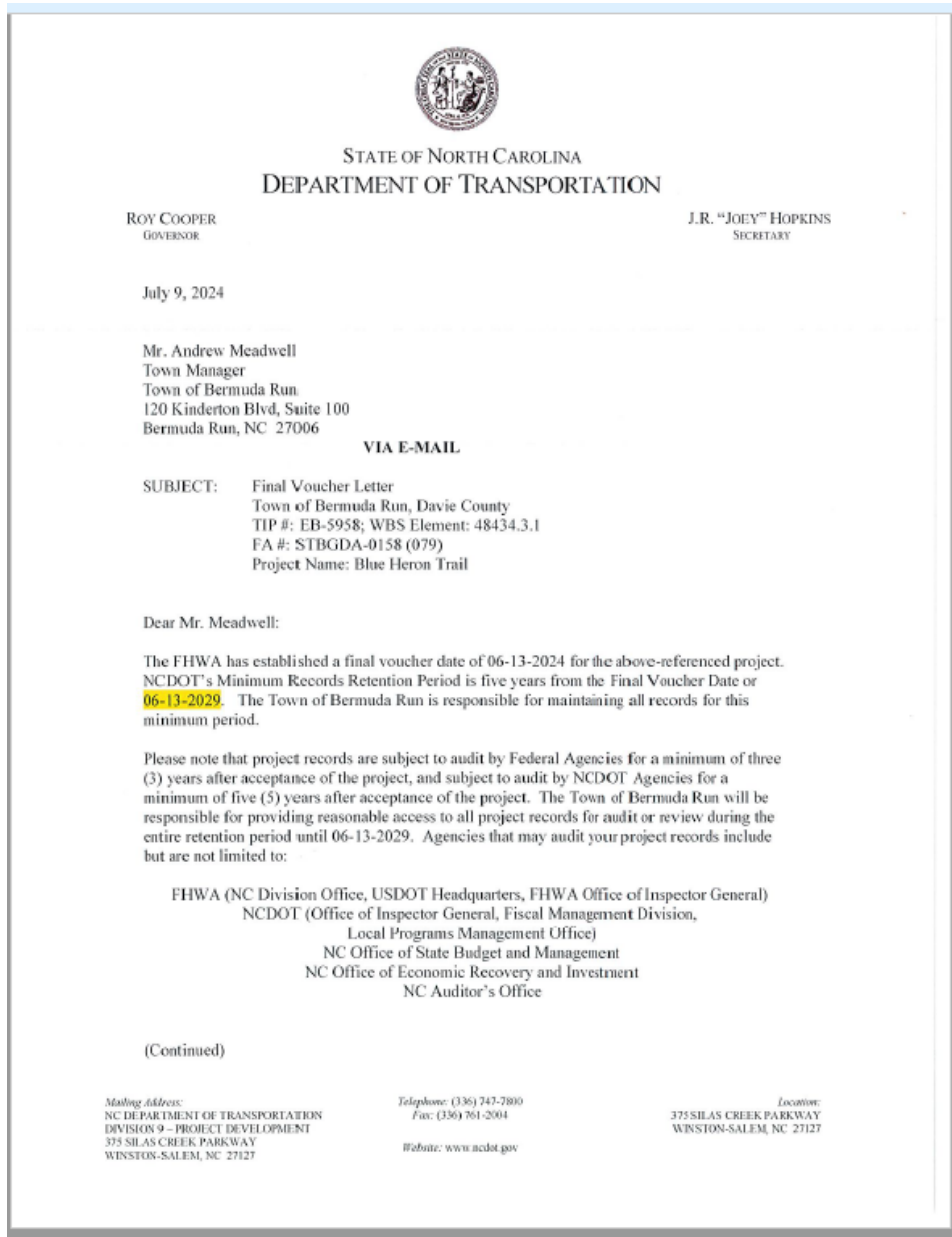 STATE OF NORTH CAROLINA
DEPARTMENT OF TRANSPORTATION
ROY COOPER
GOVERNOR
J.R. “JOEY” HOPKINS
SECRETARY
July 9, 2024
Mr. Andrew Meadwell
Town Manager
Town of Bermuda Run
120 Kinderton Blvd, Suite 100
Bermuda Run, NC 27006
VIA E-MAIL
SUBJECT: Final Voucher Letter
Town of Bermuda Run, Davie County
TIP #: EB-5958; WBS Element: 48434.3.1
FA #: STBGDA-0158 (079)
Project Name: Blue Heron Trail
Dear Mr. Meadwell:
The FHWA has established a final voucher date of 06-13-2024 for the above-referenced project.
NCDOT’s Minimum Records Retention Period is five years from the Final Voucher Date or
06-13-2029. The Town of Bermuda Run is responsible for maintaining all records for this
minimum period.
Please note that project records are subject to audit by Federal Agencies for a minimum of three
(3) years after acceptance of the project, and subject to audit by NCDOT Agencies for a
minimum of five (5) years after acceptance of the project. The Town of Bermuda Run will be
responsible for providing reasonable access to all project records for audit or review during the
entire retention period until 06-13-2029. Agencies that may audit your project records include
but are not limited to:
FHWA (NC Division Office, USDOT Headquarters, FHWA Office of Inspector General)
NCDOT (Office of Inspector General, Fiscal Management Division,
Local Programs Management Office)
NC Office of State Budget and Management
NC Office of Economic Recovery and Investment
NC Auditor’s Office
(Continued)
Mailing Address:
NC DEPARTMENT OF TRANSPORTATION
DIVISION 9 – PROJECT DEVELOPMENT
375 SILAS CREEK PARKWAY
WINSTON-SALEM, NC 27127
Telephone: (336) 747-7800
Fax: (336) 761-2004
Website: www.ncdot.gov
Location:
375 SILAS CREEK PARKWAY
WINSTON-SALEM, NC 27127